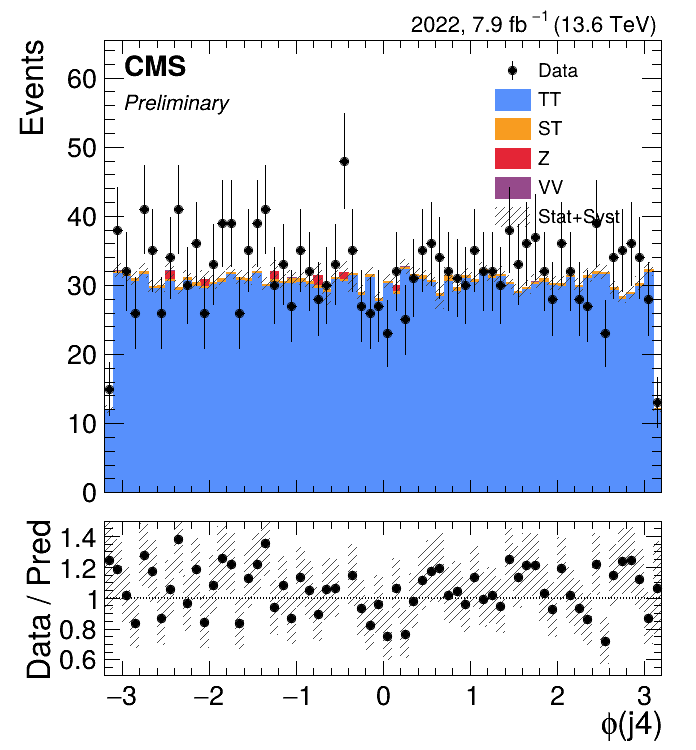 2022, 7.9 fb⁻¹ (13.6 TeV)
Events
CMS
Preliminary
Data
TT
ST
Z
VV
Stat+Syst
60
50
40
30
20
10
0
Data / Pred
1.4
1.2
1
0.8
0.6
−3 −2 −1 0 1 2 3
ϕ(j4)